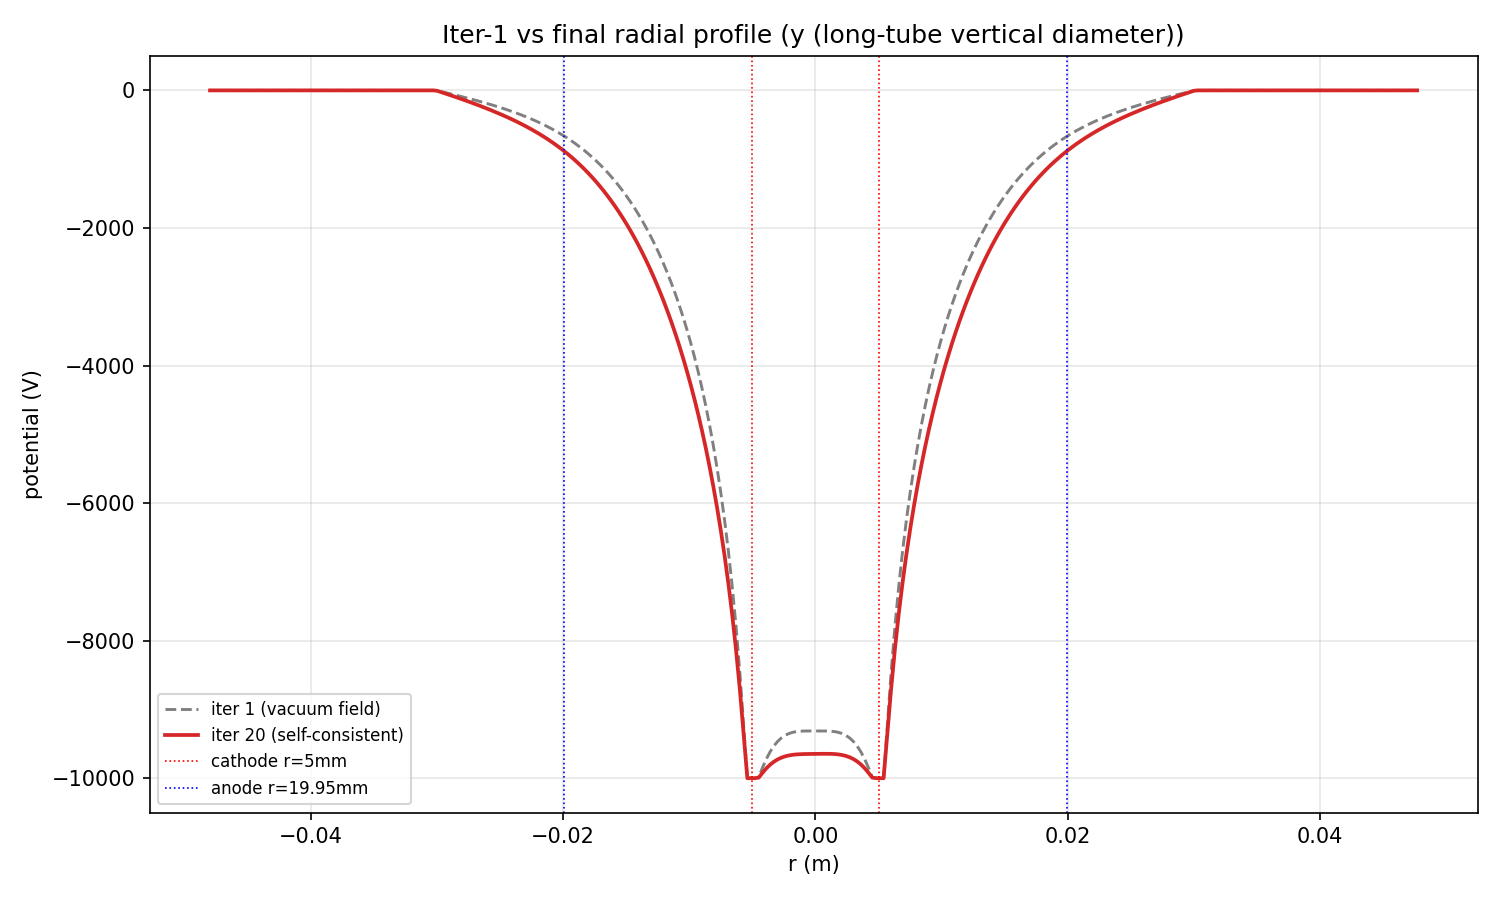 Iter-1 vs final radial profile (y (long-tube vertical diameter))
potential (V)
0
−2000
−4000
−6000
−8000
−10000
iter 1 (vacuum field)
iter 20 (self-consistent)
cathode r=5mm
anode r=19.95mm
−0.04
−0.02
0.00
0.02
0.04
r (m)